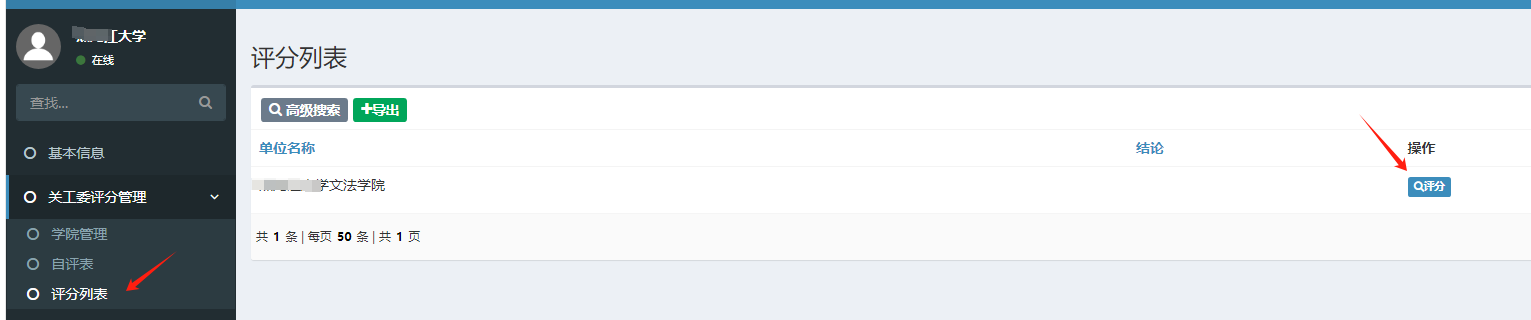 江大学
在线
查找...
基本信息
关工委评分管理
学院管理
自评表
评分列表
评分列表
高级搜索 导出
单位名称 结论 操作
学文法学院 评分
共 1 条 | 每页 50 条 | 共 1 页